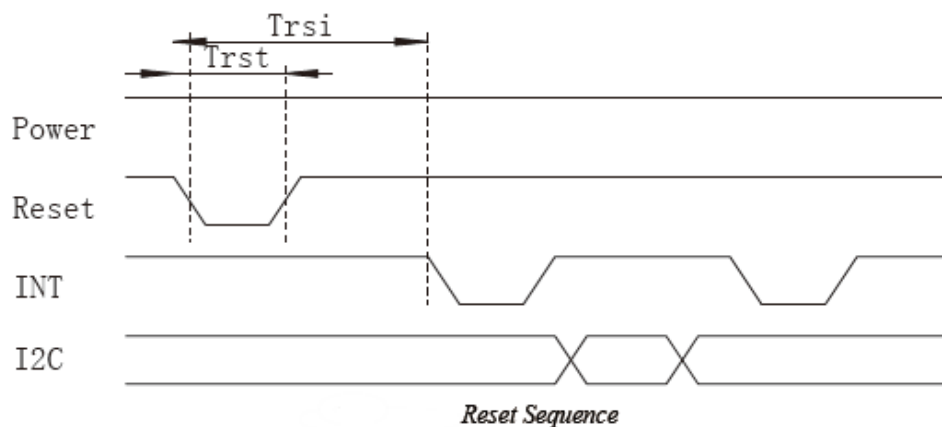 Trsi
Trst
Power
Reset
INT
I2C
Reset Sequence